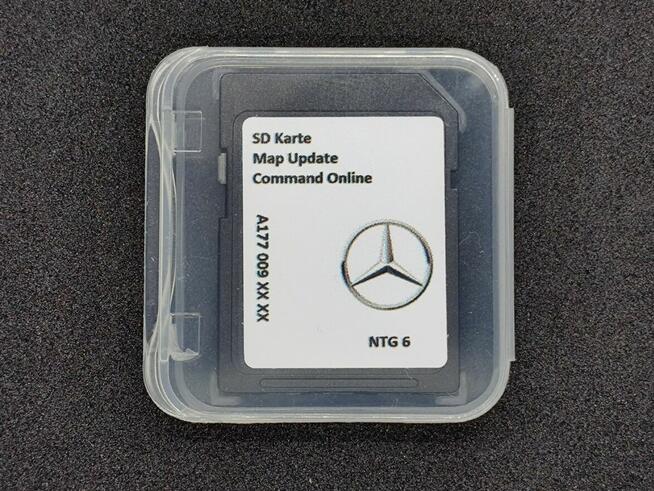 SD Karte
Map Update
Command Online
A177 009 XX XX
NTG 6